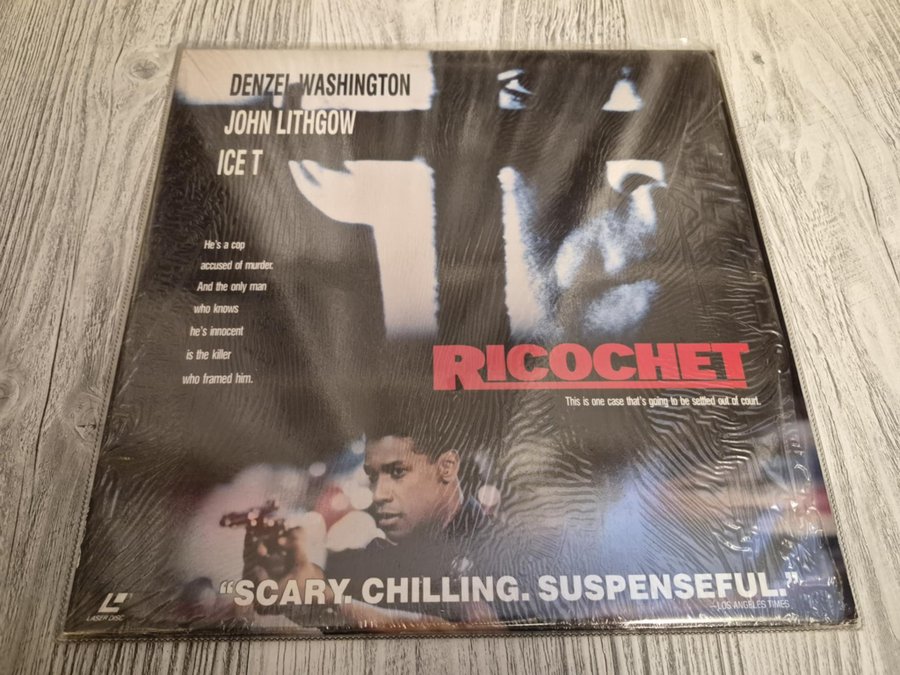 DENZEL WASHINGTON
JOHN LITHGOW
ICE T
He's a cop
accused of murder.
And the only man
who knows
he's innocent
is the killer
who framed him.
RICOCHET
This is one case that's going to be settled out of court.
"SCARY. CHILLING. SUSPENSEFUL."
—LOS ANGELES TIMES
LASER DISC